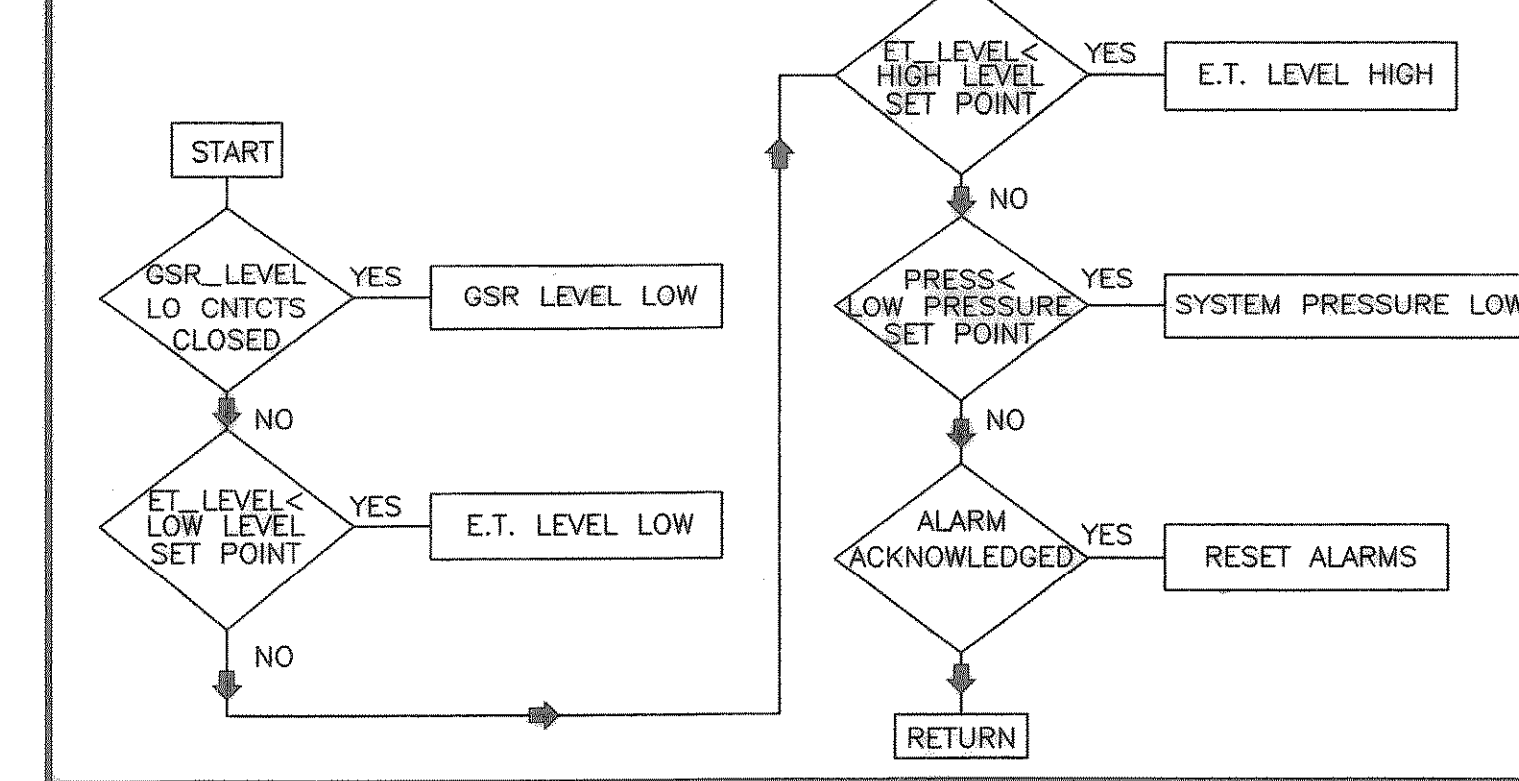 START
GSR_LEVEL
LO CNTCTS
CLOSED
YES
GSR LEVEL LOW
NO
ET_LEVEL<
LOW LEVEL
SET POINT
YES
E.T. LEVEL LOW
NO
ET_LEVEL<
HIGH LEVEL
SET POINT
YES
E.T. LEVEL HIGH
NO
PRESS<
LOW PRESSURE
SET POINT
YES
SYSTEM PRESSURE LOW
NO
ALARM
ACKNOWLEDGED
YES
RESET ALARMS
RETURN